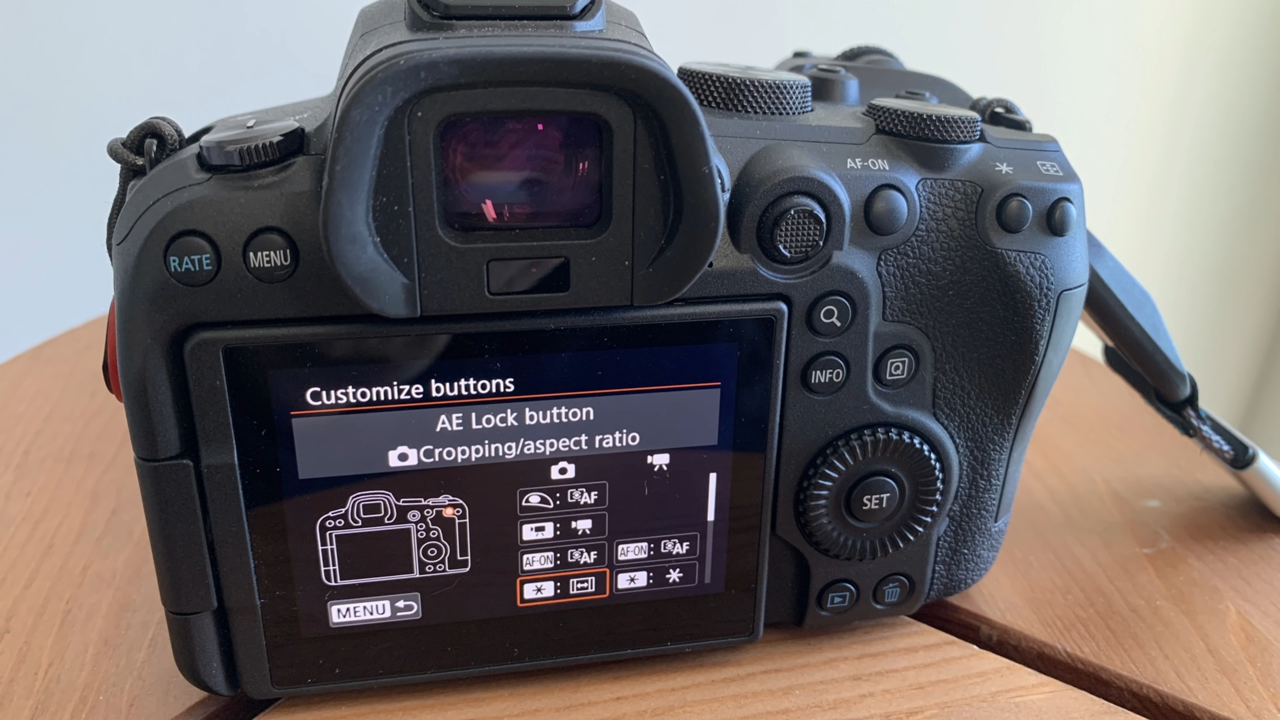 AF-ON
RATE
MENU
INFO
Q
SET
Customize buttons
AE Lock button
Cropping/aspect ratio
: AF
:
AF-ON : AF AF-ON : AF
* : * : *
MENU